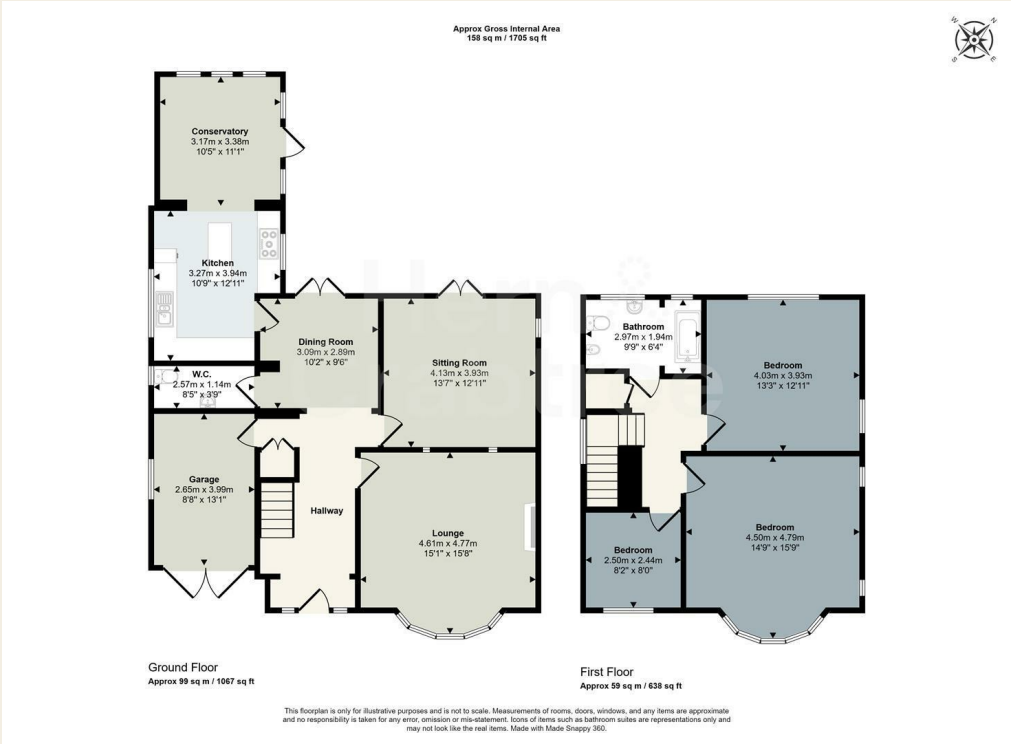 Approx Gross Internal Area
158 sq m / 1705 sq ft
W
N
S
E
Conservatory
3.17m x 3.38m
10'5" x 11'1"
Kitchen
3.27m x 3.94m
10'9" x 12'11"
Dining Room
3.09m x 2.89m
10'2" x 9'6"
Sitting Room
4.13m x 3.93m
13'7" x 12'11"
W.C.
2.57m x 1.14m
8'5" x 3'9"
Garage
2.65m x 3.99m
8'8" x 13'1"
Hallway
Lounge
4.61m x 4.77m
15'1" x 15'8"
Bathroom
2.97m x 1.94m
9'9" x 6'4"
Bedroom
4.03m x 3.93m
13'3" x 12'11"
Bedroom
4.50m x 4.79m
14'9" x 15'9"
Bedroom
2.50m x 2.44m
8'2" x 8'0"
Ground Floor
Approx 99 sq m / 1067 sq ft
First Floor
Approx 59 sq m / 638 sq ft
This floorplan is only for illustrative purposes and is not to scale. Measurements of rooms, doors, windows, and any items are approximate
and no responsibility is taken for any error, omission or mis-statement. Icons of items such as bathroom suites are representations only and
may not look like the real items. Made with Made Snappy 360.